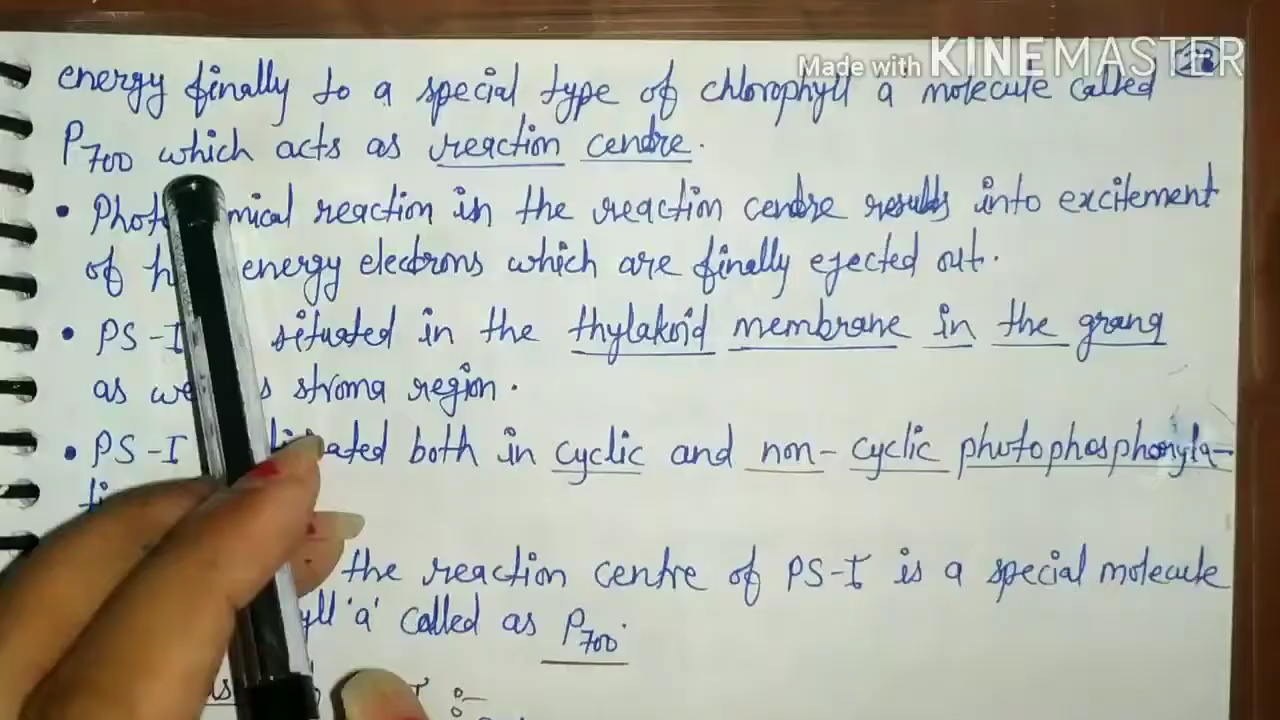 Made with KINEMASTER
energy finally to a special type of chlorophyll 'a' molecule called
P700 which acts as reaction centre.
• Phot mical reaction in the reaction centre results into excitement
of h energy electrons which are finally ejected out.
• PS-I situated in the thylakoid membrane in the grana
as we s stroma region.
• PS-I ated both in cyclic and non-cyclic photophosphoryla-
the reaction centre of PS-I is a special molecule
yll 'a' called as P700.